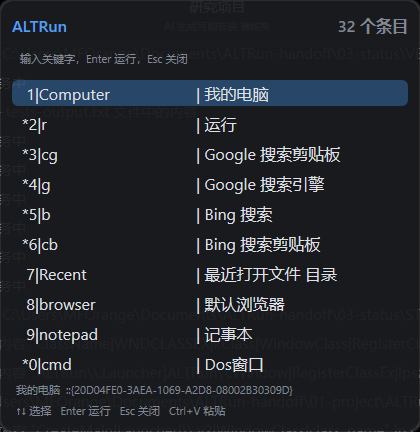 ALTRun 32 个条目
输入关键字，Enter 运行，Esc 关闭
1|Computer | 我的电脑
*2|r | 运行
*3|cg | Google 搜索剪贴板
*4|g | Google 搜索引擎
*5|b | Bing 搜索
*6|cb | Bing 搜索剪贴板
7|Recent | 最近打开文件 目录
8|browser | 默认浏览器
9|notepad | 记事本
*0|cmd | Dos窗口
我的电脑 ::{20D04FE0-3AEA-1069-A2D8-08002B30309D}
↑↓ 选择 Enter 运行 Esc 关闭 Ctrl+V 粘贴